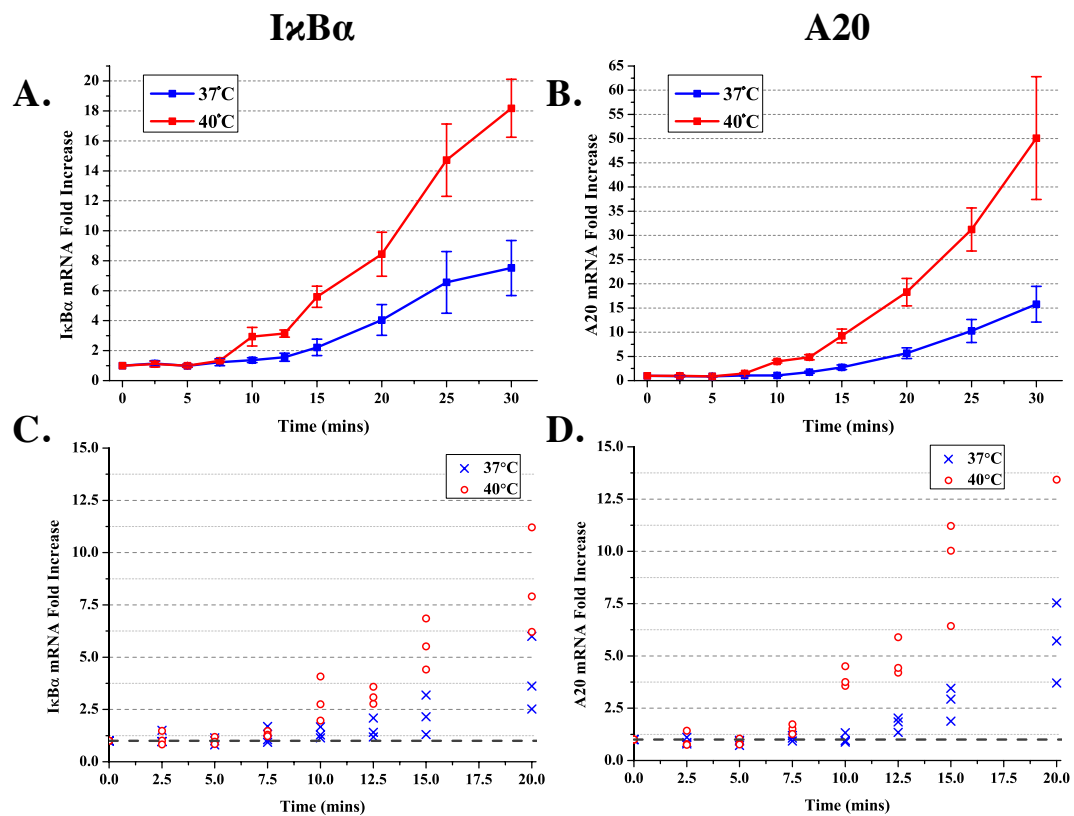 IϰBα
A20
A.
IκBα mRNA Fold Increase
20
18
16
14
12
10
8
6
4
2
0
37°C
40°C
0 5 10 15 20 25 30
Time (mins)
B.
A20 mRNA Fold Increase
65
60
55
50
45
40
35
30
25
20
15
10
5
0
37°C
40°C
0 5 10 15 20 25 30
Time (mins)
C.
IκBα mRNA Fold Increase
15.0
12.5
10.0
7.5
5.0
2.5
0.0
37°C
40°C
0.0 2.5 5.0 7.5 10.0 12.5 15.0 17.5 20.0
Time (mins)
D.
A20 mRNA Fold Increase
15.0
12.5
10.0
7.5
5.0
2.5
0.0
37°C
40°C
0.0 2.5 5.0 7.5 10.0 12.5 15.0 17.5 20.0
Time (mins)